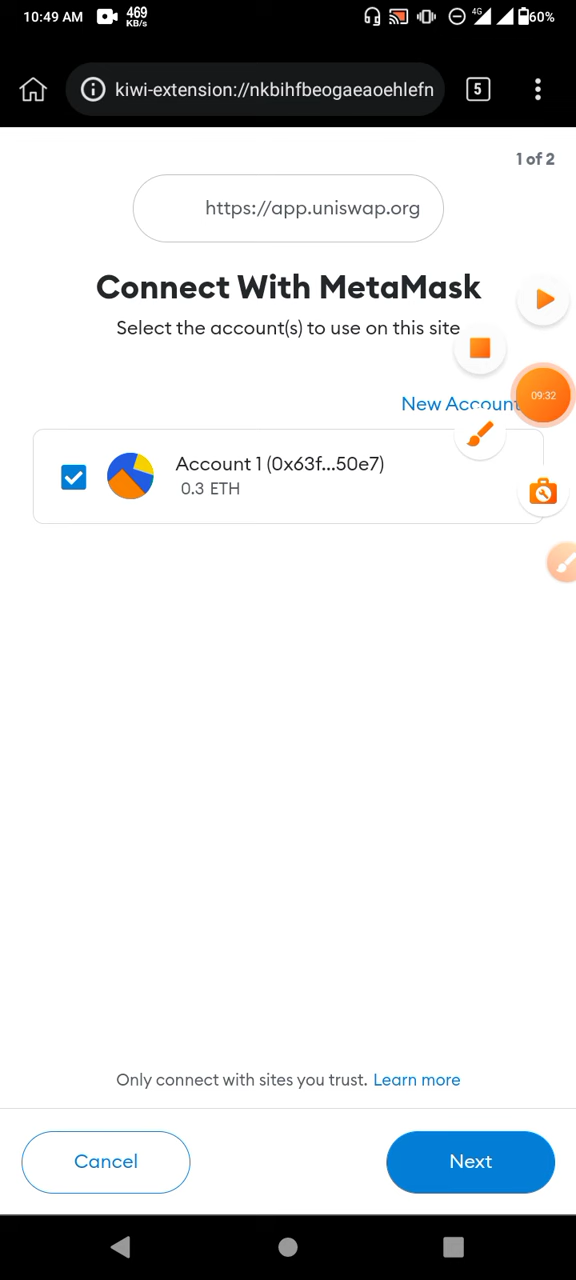 10:49 AM 469 KB/s 4G 60%
kiwi-extension://nkbihfbeogaeaoehlefn 5
1 of 2
https://app.uniswap.org
Connect With MetaMask
Select the account(s) to use on this site
New Account
09:32
Account 1 (0x63f...50e7)
0.3 ETH
Only connect with sites you trust. Learn more
Cancel Next